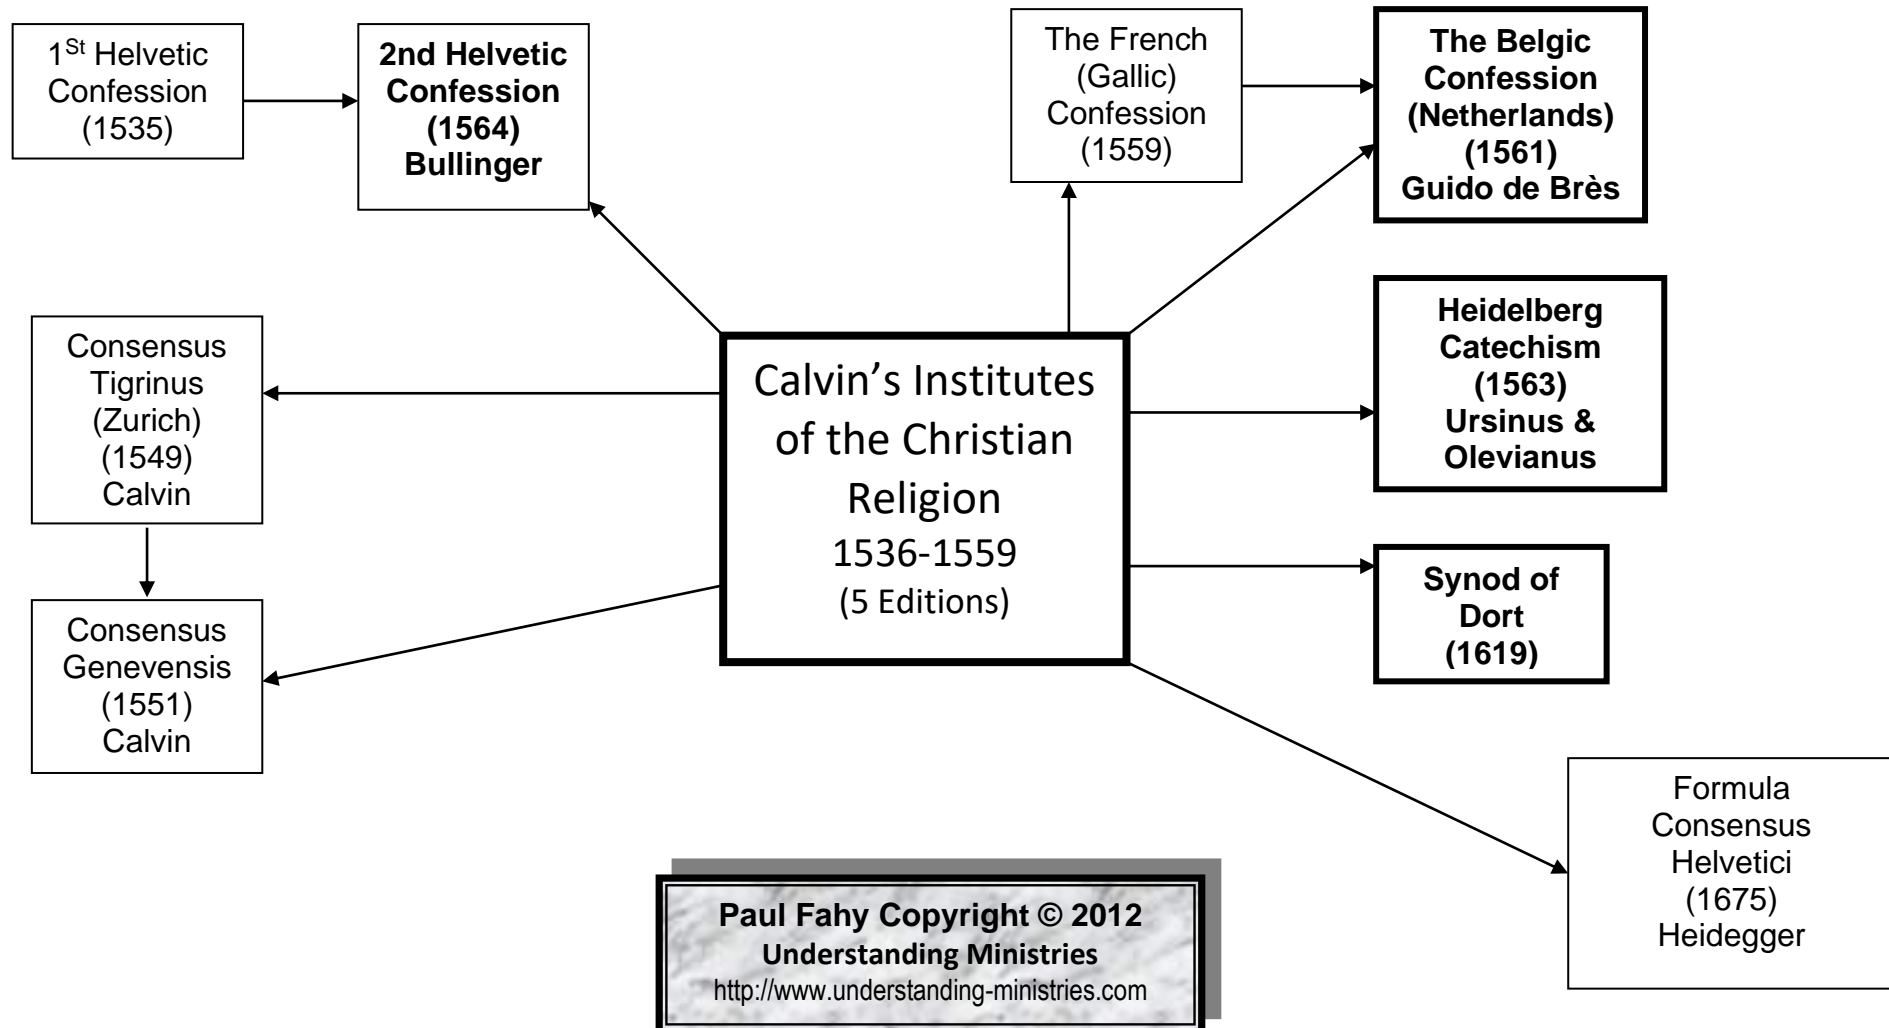 1St Helvetic
Confession
(1535)
2nd Helvetic
Confession
(1564)
Bullinger
The French
(Gallic)
Confession
(1559)
The Belgic
Confession
(Netherlands)
(1561)
Guido de Brès
Consensus
Tigrinus
(Zurich)
(1549)
Calvin
Calvin’s Institutes
of the Christian
Religion
1536-1559
(5 Editions)
Heidelberg
Catechism
(1563)
Ursinus &
Olevianus
Consensus
Genevensis
(1551)
Calvin
Synod of
Dort
(1619)
Formula
Consensus
Helvetici
(1675)
Heidegger
Paul Fahy Copyright © 2012
Understanding Ministries
http://www.understanding-ministries.com